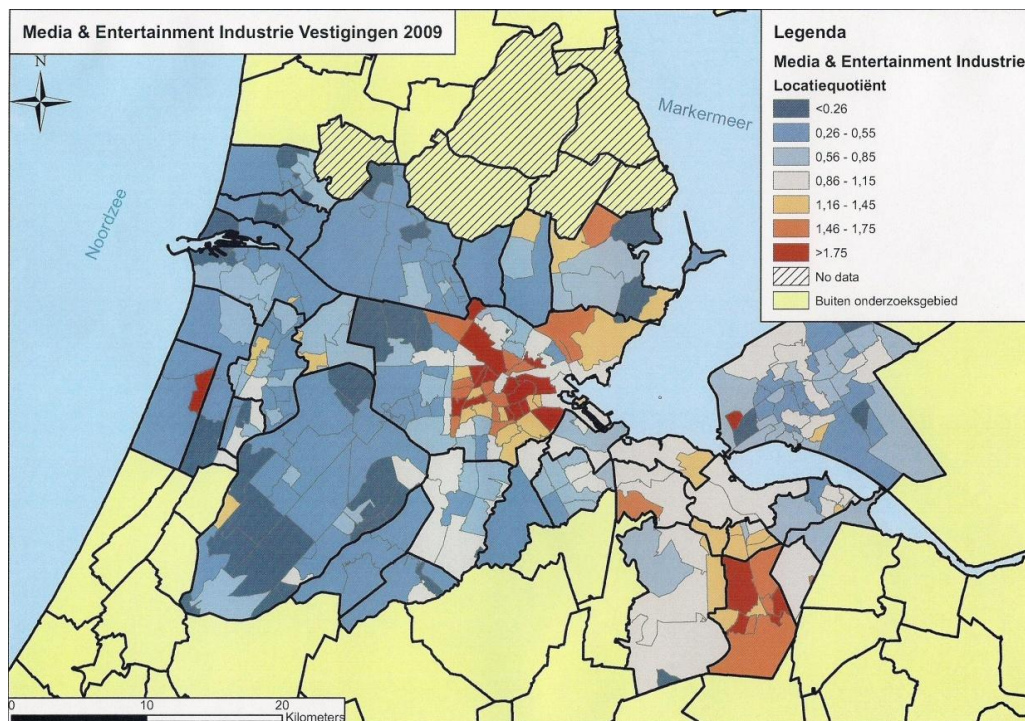 Media & Entertainment Industrie Vestigingen 2009
N
Noordzee
Markermeer
Legenda
Media & Entertainment Industrie
Locatiequotiënt
<0.26
0,26 - 0,55
0,56 - 0,85
0,86 - 1,15
1,16 - 1,45
1,46 - 1,75
>1.75
No data
Buiten onderzoeksgebied
0 10 20
Kilometers